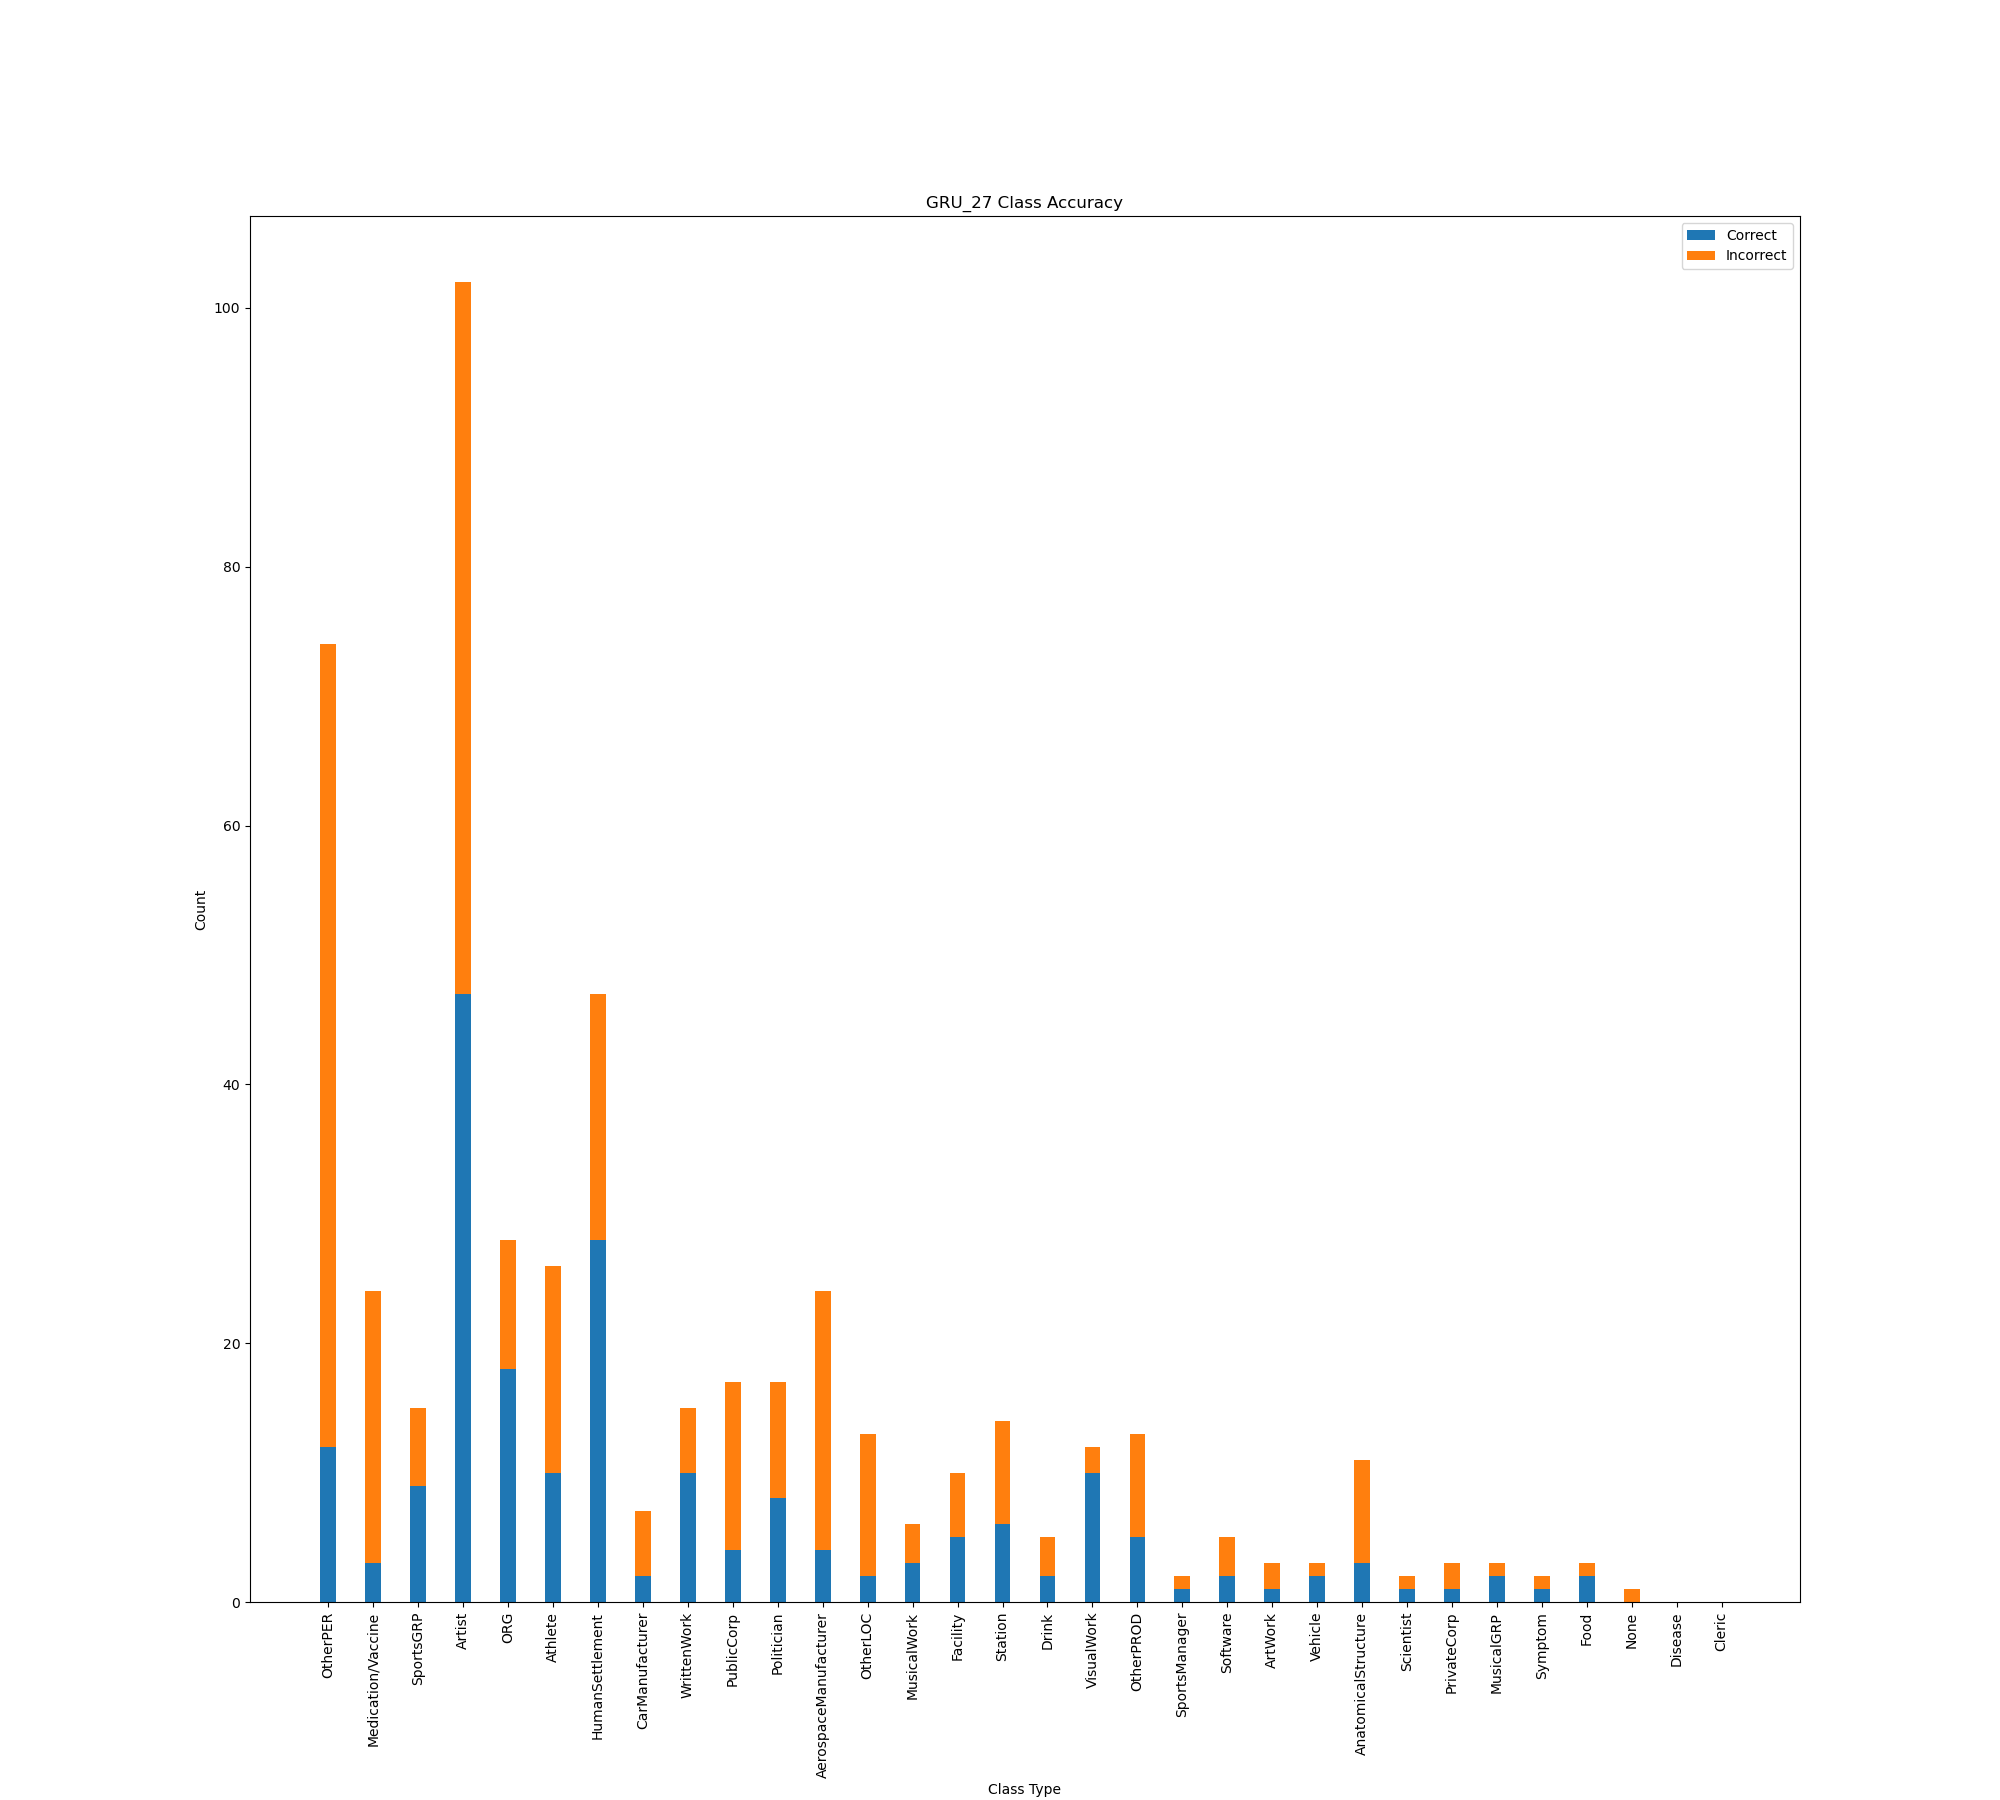 GRU_27 Class Accuracy
Correct
Incorrect
100
80
60
40
20
0
Count
OtherPER
Medication/Vaccine
SportsGRP
Artist
ORG
Athlete
HumanSettlement
CarManufacturer
WrittenWork
PublicCorp
Politician
AerospaceManufacturer
OtherLOC
MusicalWork
Facility
Station
Drink
VisualWork
OtherPROD
SportsManager
Software
ArtWork
Vehicle
AnatomicalStructure
Scientist
PrivateCorp
MusicalGRP
Symptom
Food
None
Disease
Cleric
Class Type